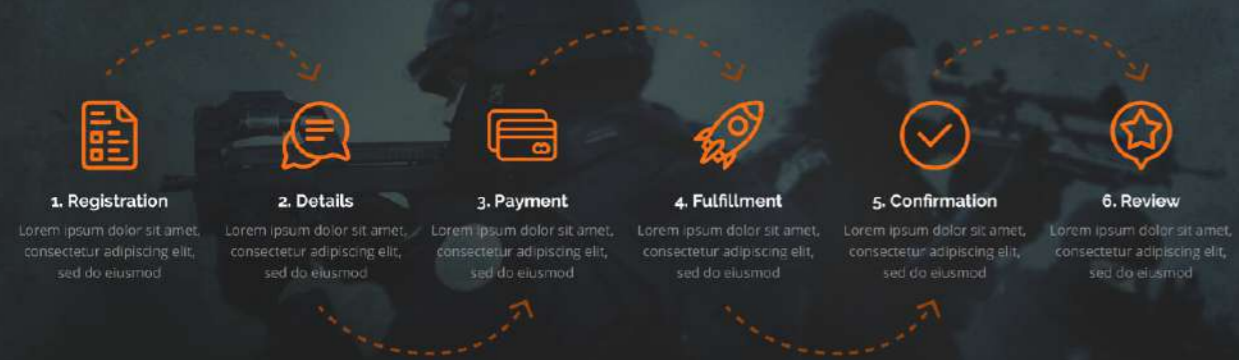 1. Registration
Lorem ipsum dolor sit amet,
consectetur adipiscing elit,
sed do eiusmod
2. Details
Lorem ipsum dolor sit amet,
consectetur adipiscing elit,
sed do eiusmod
3. Payment
Lorem ipsum dolor sit amet,
consectetur adipiscing elit,
sed do eiusmod
4. Fulfillment
Lorem ipsum dolor sit amet,
consectetur adipiscing elit,
sed do eiusmod
5. Confirmation
Lorem ipsum dolor sit amet,
consectetur adipiscing elit,
sed do eiusmod
6. Review
Lorem ipsum dolor sit amet,
consectetur adipiscing elit,
sed do eiusmod